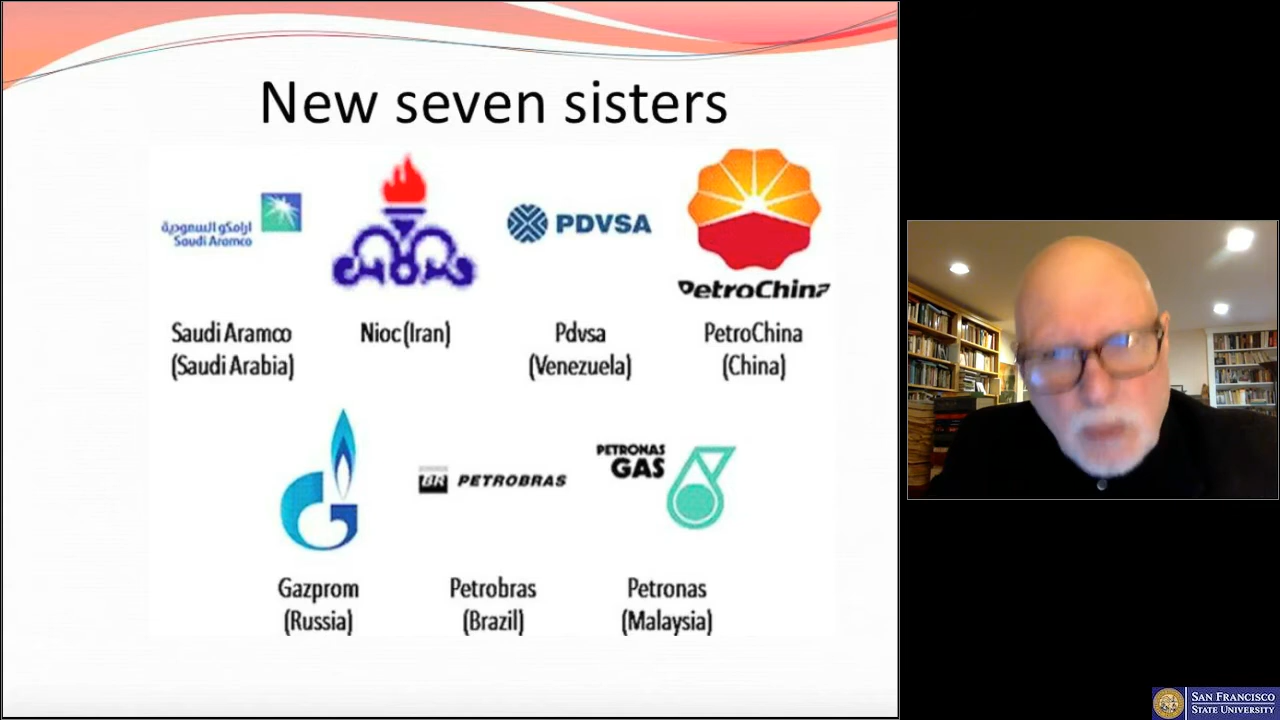 New seven sisters
ارامكو السعودية
Saudi Aramco
PDVSA
PetroChina
Saudi Aramco
(Saudi Arabia)
Nioc (Iran)
Pdvsa
(Venezuela)
PetroChina
(China)
BR PETROBRAS
PETRONAS
GAS
Gazprom
(Russia)
Petrobras
(Brazil)
Petronas
(Malaysia)
SAN FRANCISCO
STATE UNIVERSITY